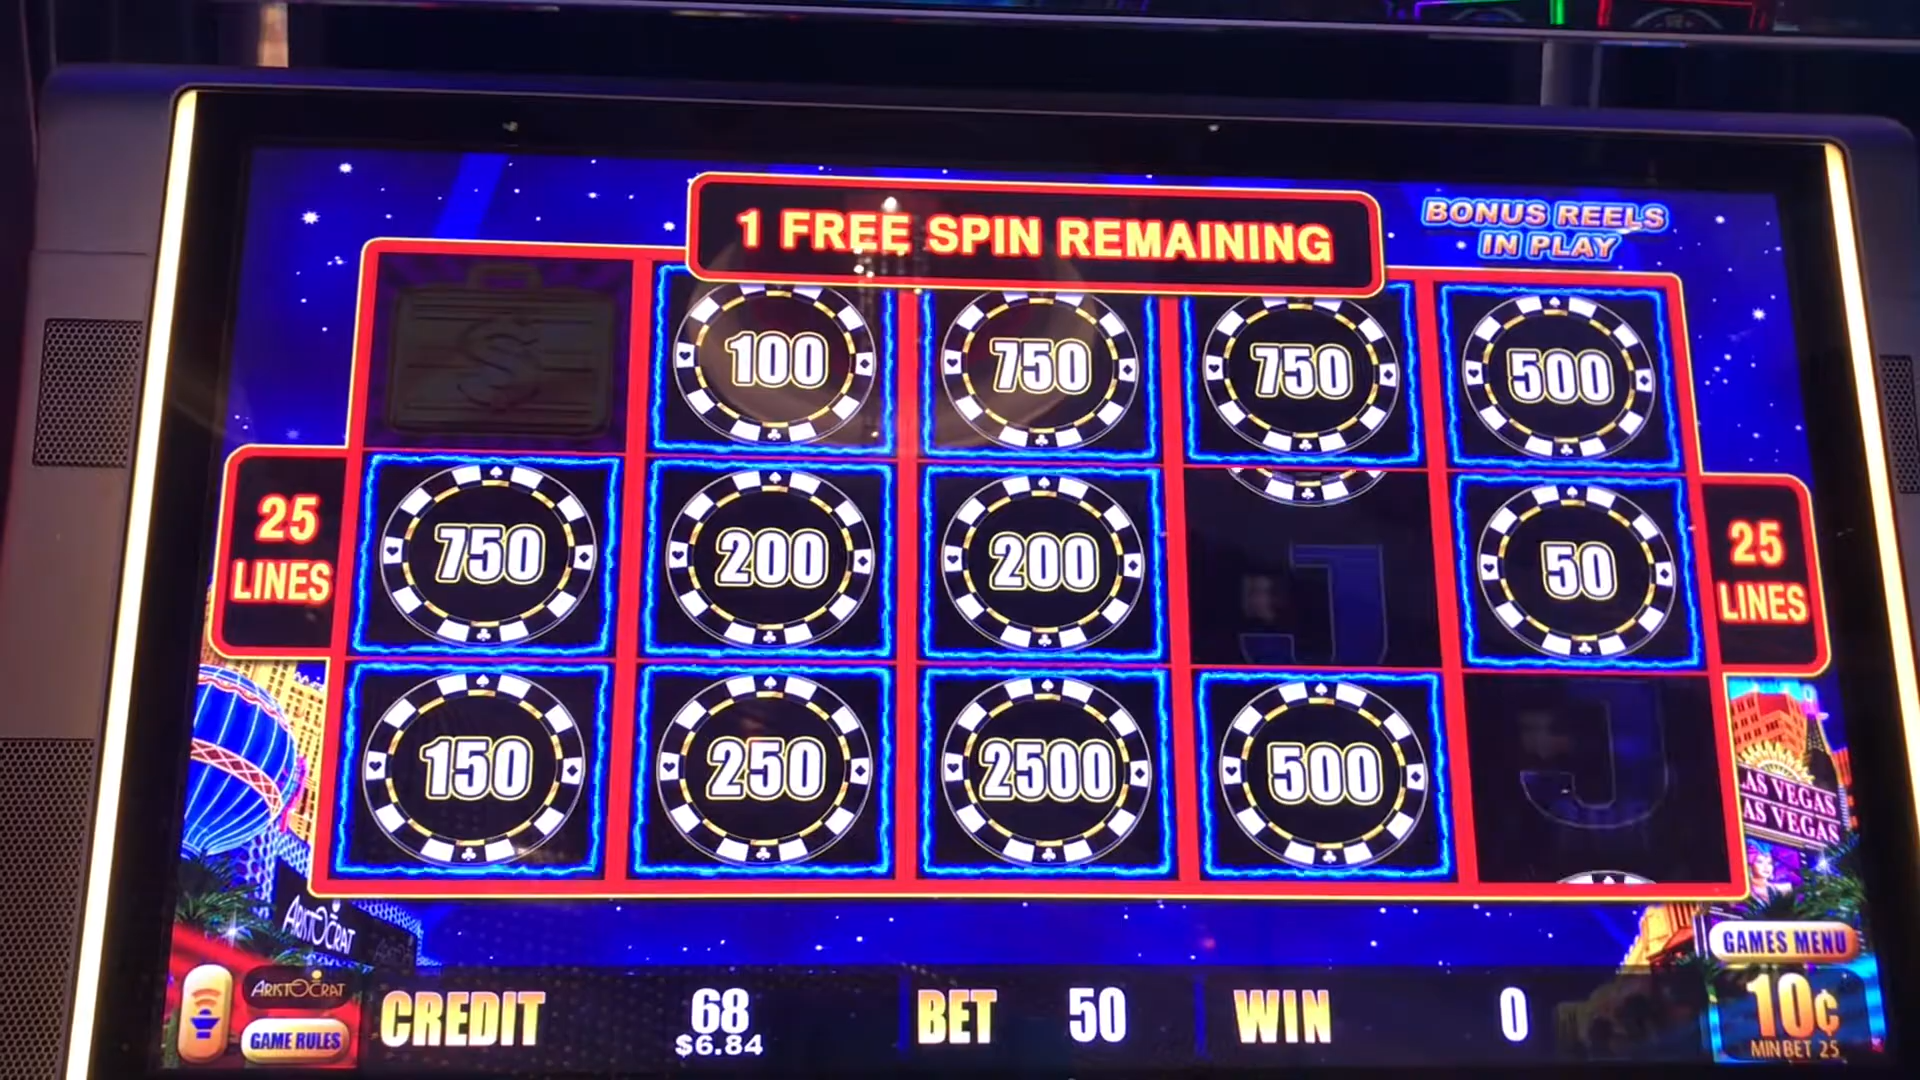 1 FREE SPIN REMAINING
BONUS REELS
IN PLAY
$
100
750
750
500
25
LINES
750
200
200
J
50
25
LINES
150
250
2500
500
J
LAS VEGAS
LAS VEGAS
ARISTOCRAT
GAMES MENU
ARISTOCRAT
GAME RULES
CREDIT
68
$6.84
BET
50
WIN
0
10¢
MIN BET 25